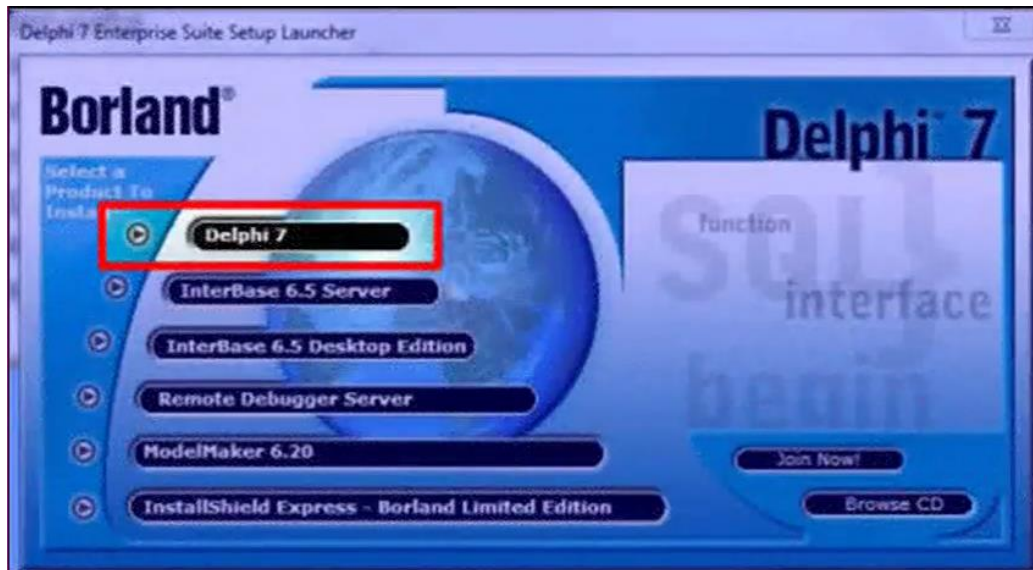 Delphi 7 Enterprise Suite Setup Launcher
Borland®
Delphi™ 7
Select a
Product To
Delphi 7
InterBase 6.5 Server
InterBase 6.5 Desktop Edition
Remote Debugger Server
ModelMaker 6.20
InstallShield Express - Borland Limited Edition
function
SQL}
interface
begin
Join Now!
Browse CD